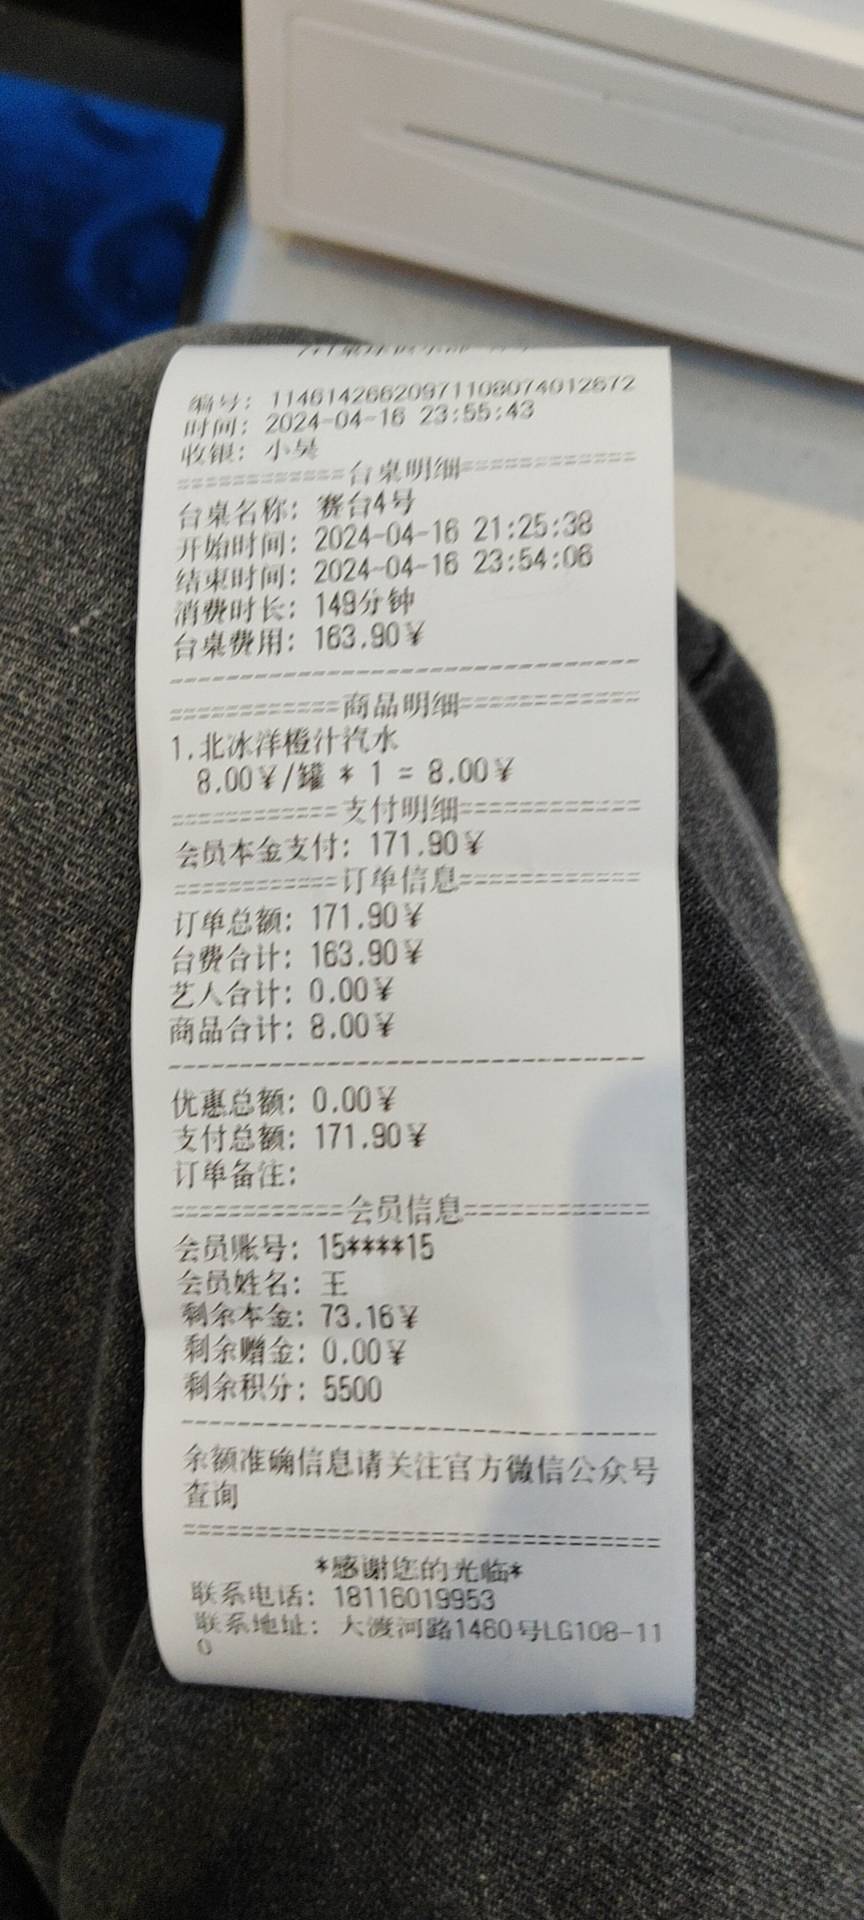 编号: 11461426620971108074012672
时间: 2024-04-16 23:55:43
收银: 小吴
============台桌明细============
台桌名称: 赛台4号
开始时间: 2024-04-16 21:25:38
结束时间: 2024-04-16 23:54:06
消费时长: 149分钟
台桌费用: 163.90¥
============商品明细============
1.北冰洋橙汁汽水
8.00¥/罐 * 1 = 8.00¥
============支付明细============
会员本金支付: 171.90¥
============订单信息============
订单总额: 171.90¥
台费合计: 163.90¥
艺人合计: 0.00¥
商品合计: 8.00¥
优惠总额: 0.00¥
支付总额: 171.90¥
订单备注:
============会员信息============
会员账号: 15****15
会员姓名: 王
剩余本金: 73.16¥
剩余赠金: 0.00¥
剩余积分: 5500
余额准确信息请关注官方微信公众号
查询
*感谢您的光临*
联系电话: 18116019953
联系地址: 大渡河路1460号LG108-11
0